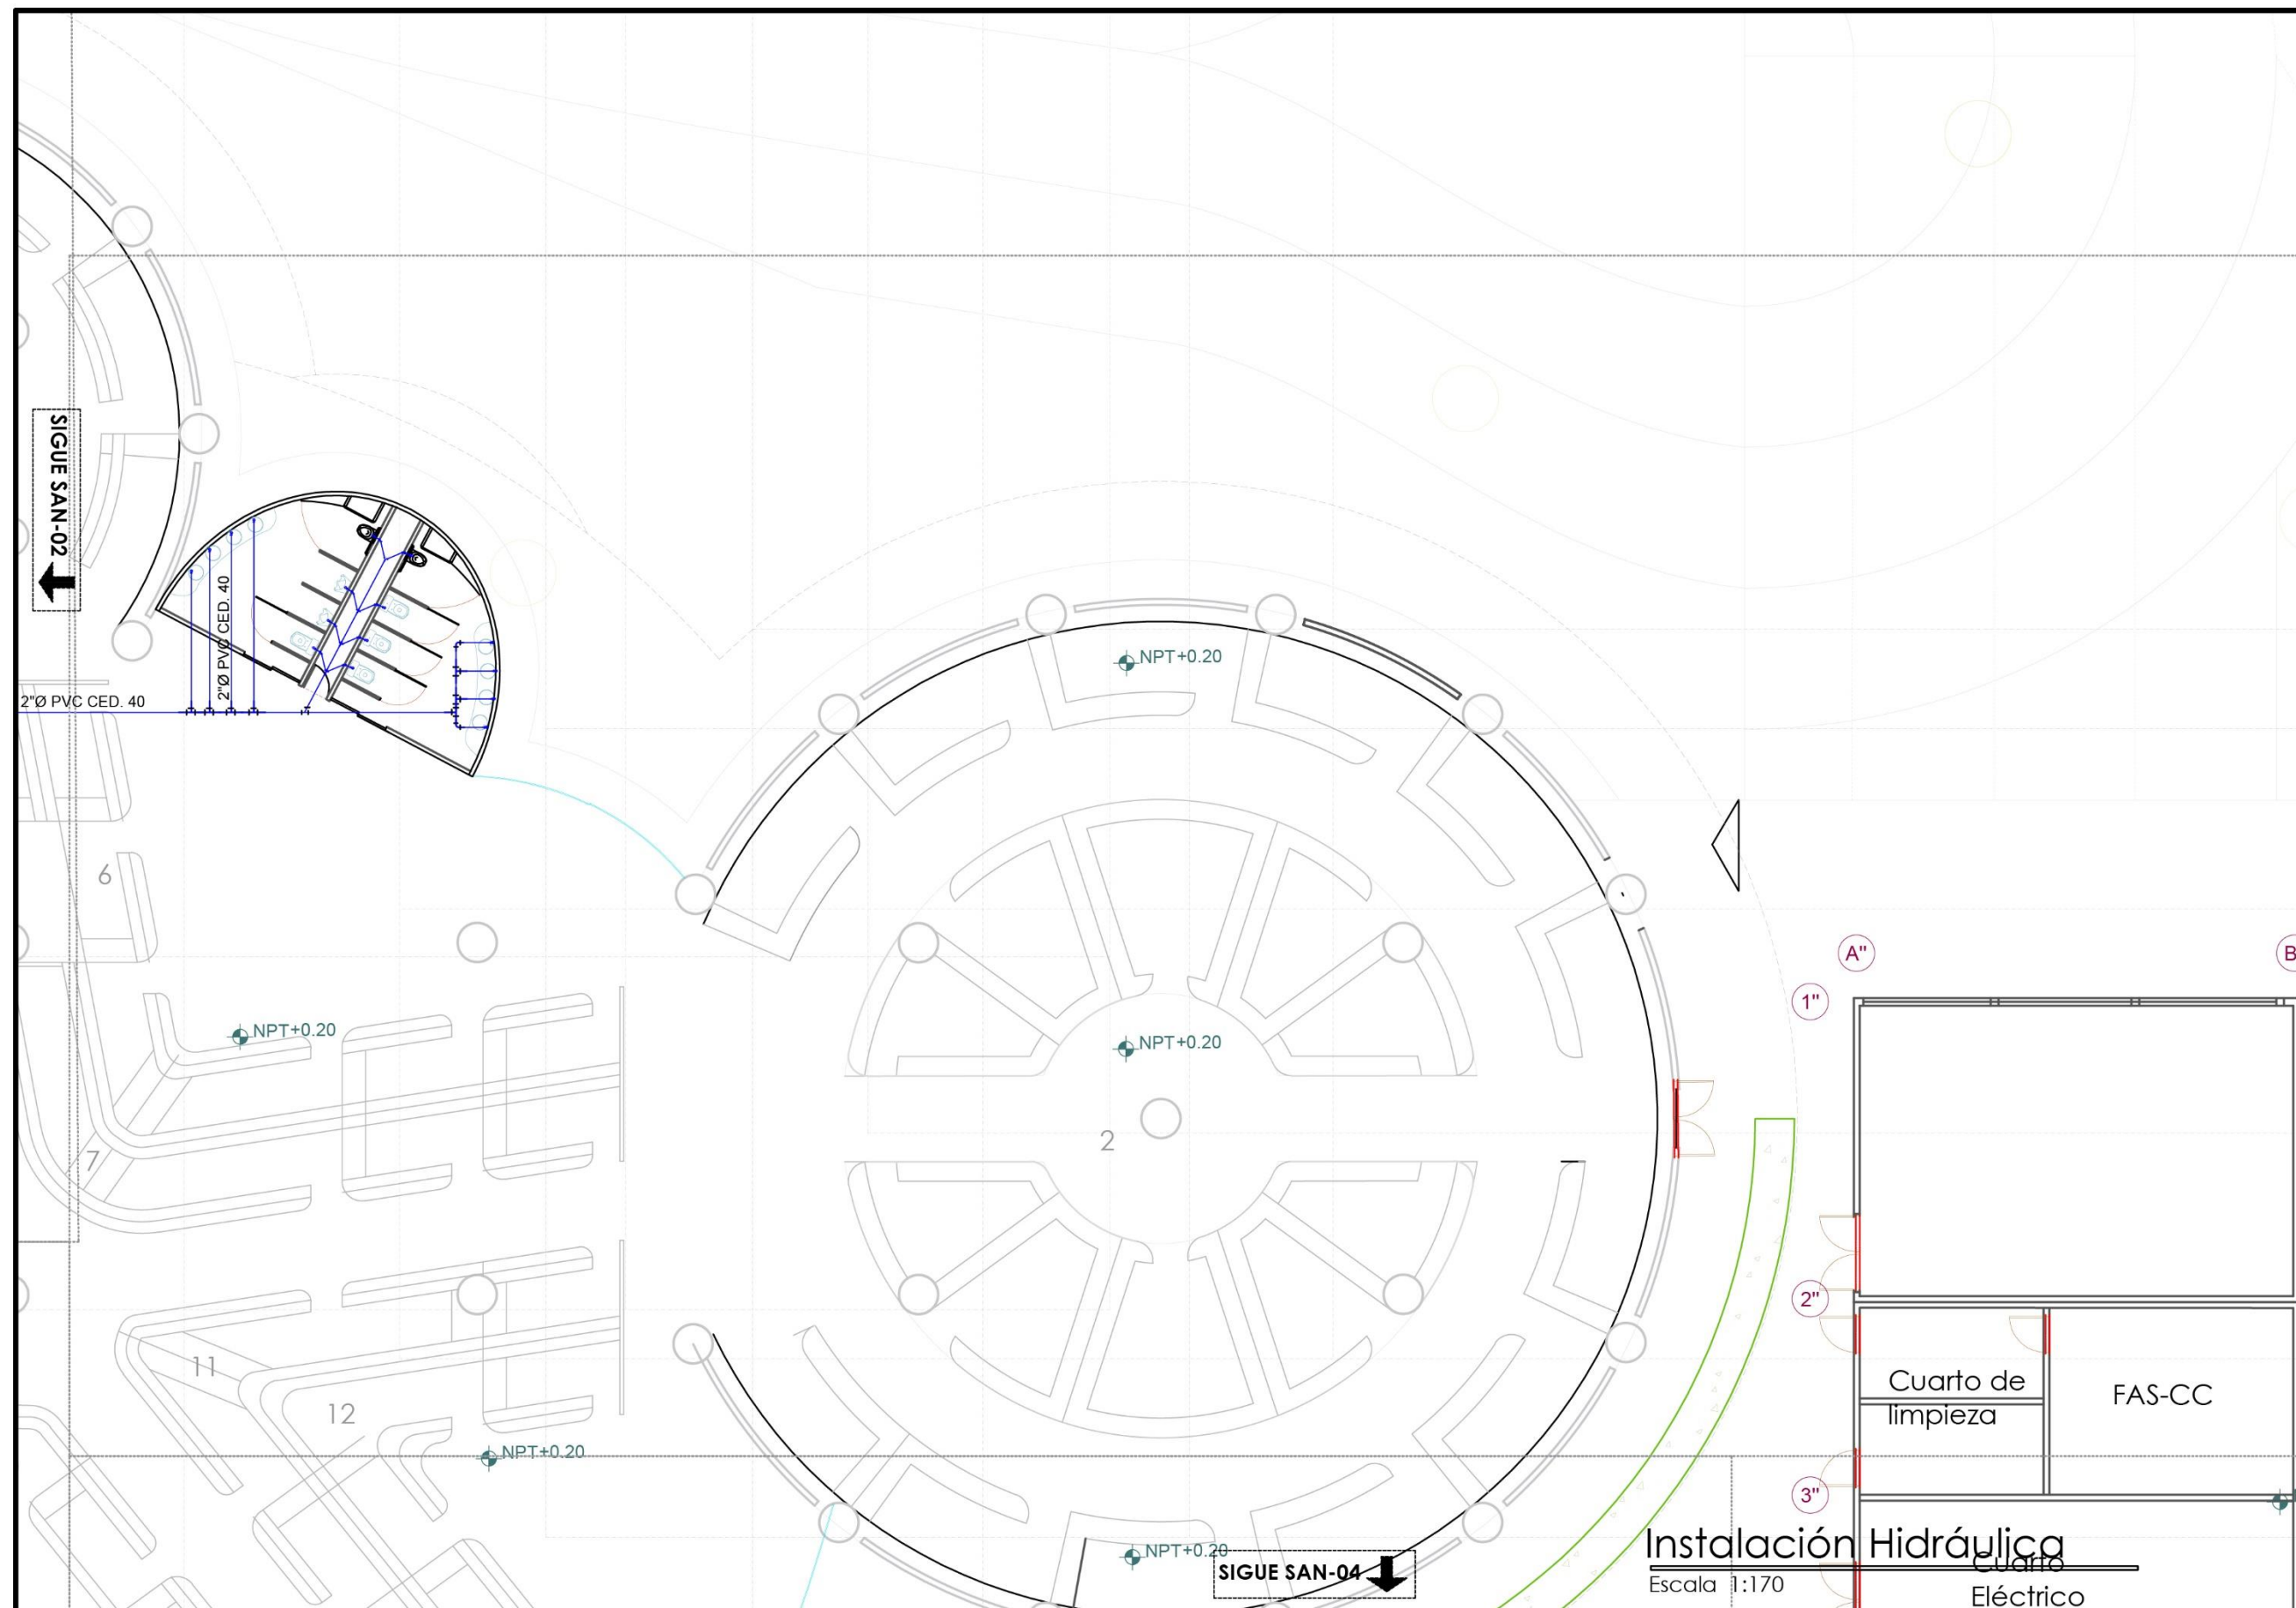 SIGUE SAN-02
2"Ø PVC CED. 40
2"Ø PVC CED. 40
NPT+0.20
6
A"
B
1"
NPT+0.20
NPT+0.20
2
7
2"
11
12
Cuarto de
limpieza
FAS-CC
NPT+0.20
3"
NPT+0.20
SIGUE SAN-04
Instalación Hidráulica
Escala 1:170
Cuarto
Eléctrico